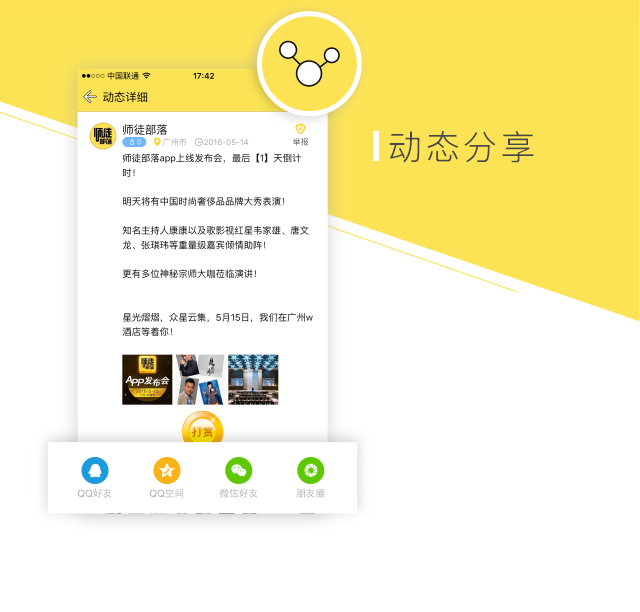 中国联通
17:42
动态详细
师徒部落
师徒部落
0
广州市
2016-05-14
举报
师徒部落app上线发布会，最后【1】天倒计
时！
明天将有中国时尚奢侈品品牌大秀表演！
知名主持人康康以及歌影视红星韦家雄、唐文
龙、张琪玮等重量级嘉宾倾情助阵！
更有多位神秘宗师大咖莅临演讲！
星光熠熠，众星云集，5月15日，我们在广州w
酒店等着你！
师徒
部落
App发布会
打赏
QQ好友
QQ空间
微信好友
朋友圈
动态分享